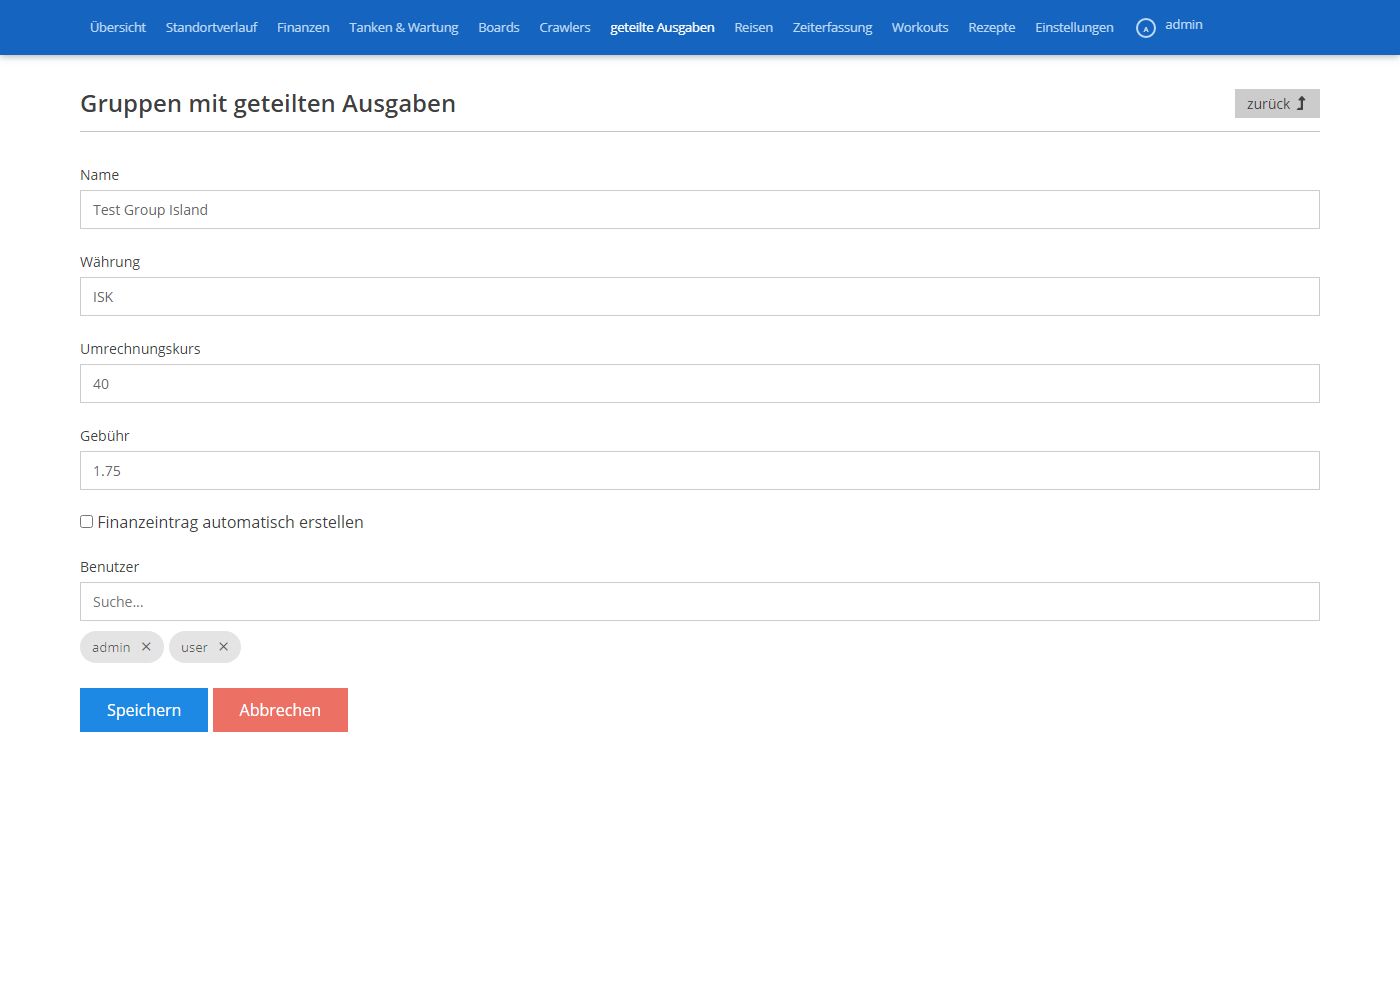 Übersicht Standortverlauf Finanzen Tanken & Wartung Boards Crawlers geteilte Ausgaben Reisen Zeiterfassung Workouts Rezepte Einstellungen A admin
Gruppen mit geteilten Ausgaben zurück
Name
Test Group Island
Währung
ISK
Umrechnungskurs
40
Gebühr
1.75
Finanzeintrag automatisch erstellen
Benutzer
Suche...
admin × user ×
Speichern Abbrechen